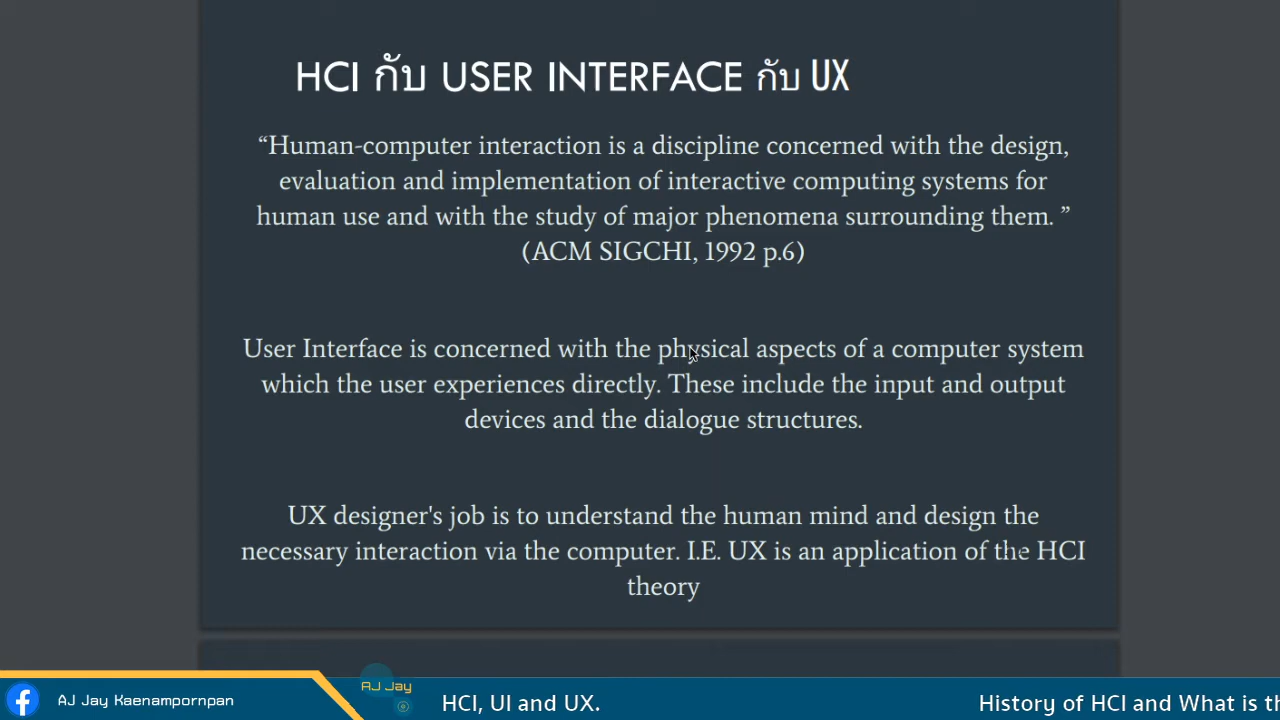 HCI กับ USER INTERFACE กับ UX
“Human-computer interaction is a discipline concerned with the design,
evaluation and implementation of interactive computing systems for
human use and with the study of major phenomena surrounding them. ”
(ACM SIGCHI, 1992 p.6)
User Interface is concerned with the physical aspects of a computer system
which the user experiences directly. These include the input and output
devices and the dialogue structures.
UX designer's job is to understand the human mind and design the
necessary interaction via the computer. I.E. UX is an application of the HCI
theory
AJ Jay Kaenampornpan
AJ Jay
HCI, UI and UX.
History of HCI and What is